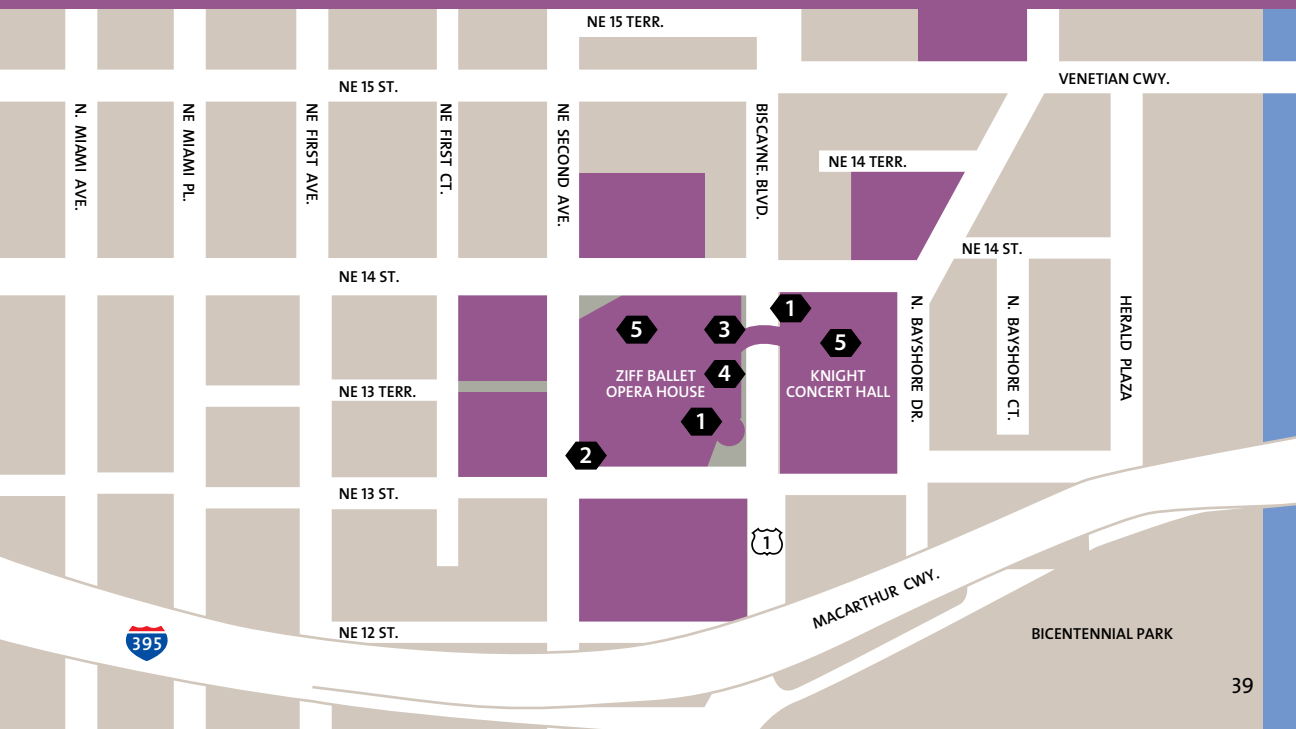 NE 15 TERR.
VENETIAN CWY.
NE 15 ST.
N. MIAMI AVE.
NE MIAMI PL.
NE FIRST AVE.
NE FIRST CT.
NE SECOND AVE.
BISCAYNE. BLVD.
NE 14 TERR.
NE 14 ST.
NE 14 ST.
N. BAYSHORE DR.
N. BAYSHORE CT.
HERALD PLAZA
1
5
3
5
4
ZIFF BALLET
OPERA HOUSE
KNIGHT
CONCERT HALL
NE 13 TERR.
1
2
NE 13 ST.
1
MACARTHUR CWY.
NE 12 ST.
395
BICENTENNIAL PARK
39